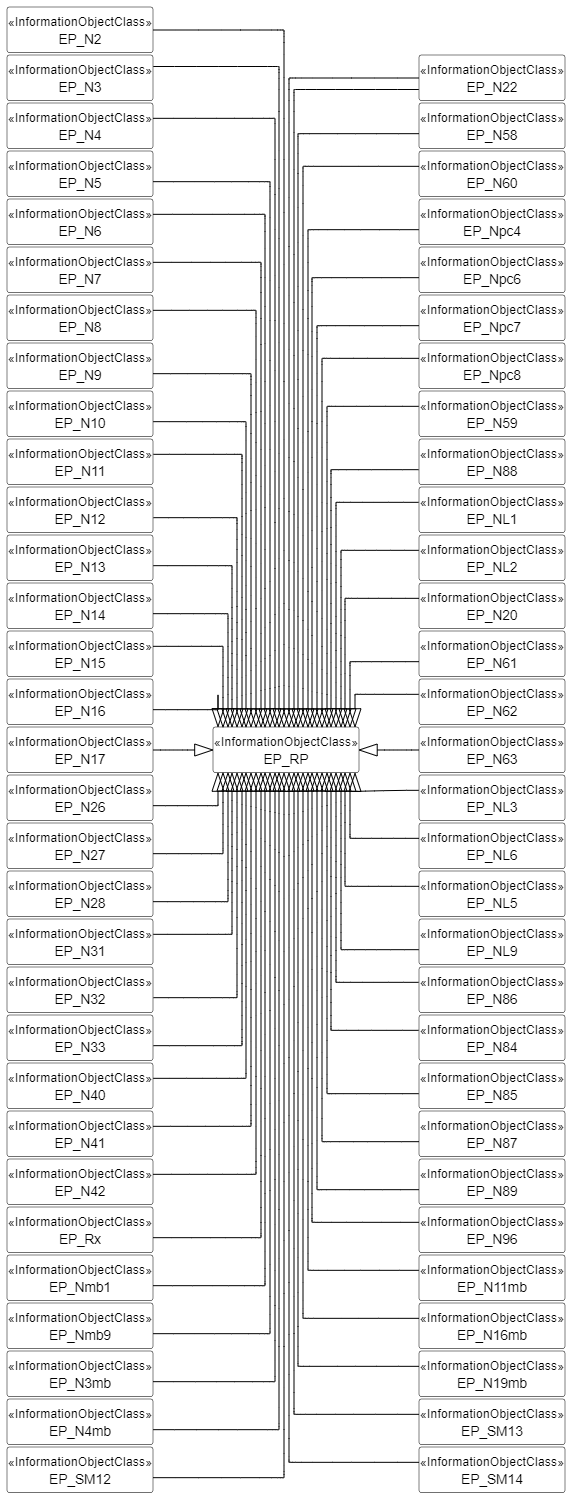 «InformationObjectClass»
EP_N2
«InformationObjectClass»
EP_N3
«InformationObjectClass»
EP_N4
«InformationObjectClass»
EP_N5
«InformationObjectClass»
EP_N6
«InformationObjectClass»
EP_N7
«InformationObjectClass»
EP_N8
«InformationObjectClass»
EP_N9
«InformationObjectClass»
EP_N10
«InformationObjectClass»
EP_N11
«InformationObjectClass»
EP_N12
«InformationObjectClass»
EP_N13
«InformationObjectClass»
EP_N14
«InformationObjectClass»
EP_N15
«InformationObjectClass»
EP_N16
«InformationObjectClass»
EP_N17
«InformationObjectClass»
EP_N26
«InformationObjectClass»
EP_N27
«InformationObjectClass»
EP_N28
«InformationObjectClass»
EP_N31
«InformationObjectClass»
EP_N32
«InformationObjectClass»
EP_N33
«InformationObjectClass»
EP_N40
«InformationObjectClass»
EP_N41
«InformationObjectClass»
EP_N42
«InformationObjectClass»
EP_Rx
«InformationObjectClass»
EP_Nmb1
«InformationObjectClass»
EP_Nmb9
«InformationObjectClass»
EP_N3mb
«InformationObjectClass»
EP_N4mb
«InformationObjectClass»
EP_SM12
«InformationObjectClass»
EP_RP
«InformationObjectClass»
EP_N22
«InformationObjectClass»
EP_N58
«InformationObjectClass»
EP_N60
«InformationObjectClass»
EP_Npc4
«InformationObjectClass»
EP_Npc6
«InformationObjectClass»
EP_Npc7
«InformationObjectClass»
EP_Npc8
«InformationObjectClass»
EP_N59
«InformationObjectClass»
EP_N88
«InformationObjectClass»
EP_NL1
«InformationObjectClass»
EP_NL2
«InformationObjectClass»
EP_N20
«InformationObjectClass»
EP_N61
«InformationObjectClass»
EP_N62
«InformationObjectClass»
EP_N63
«InformationObjectClass»
EP_NL3
«InformationObjectClass»
EP_NL6
«InformationObjectClass»
EP_NL5
«InformationObjectClass»
EP_NL9
«InformationObjectClass»
EP_N86
«InformationObjectClass»
EP_N84
«InformationObjectClass»
EP_N85
«InformationObjectClass»
EP_N87
«InformationObjectClass»
EP_N89
«InformationObjectClass»
EP_N96
«InformationObjectClass»
EP_N11mb
«InformationObjectClass»
EP_N16mb
«InformationObjectClass»
EP_N19mb
«InformationObjectClass»
EP_SM13
«InformationObjectClass»
EP_SM14